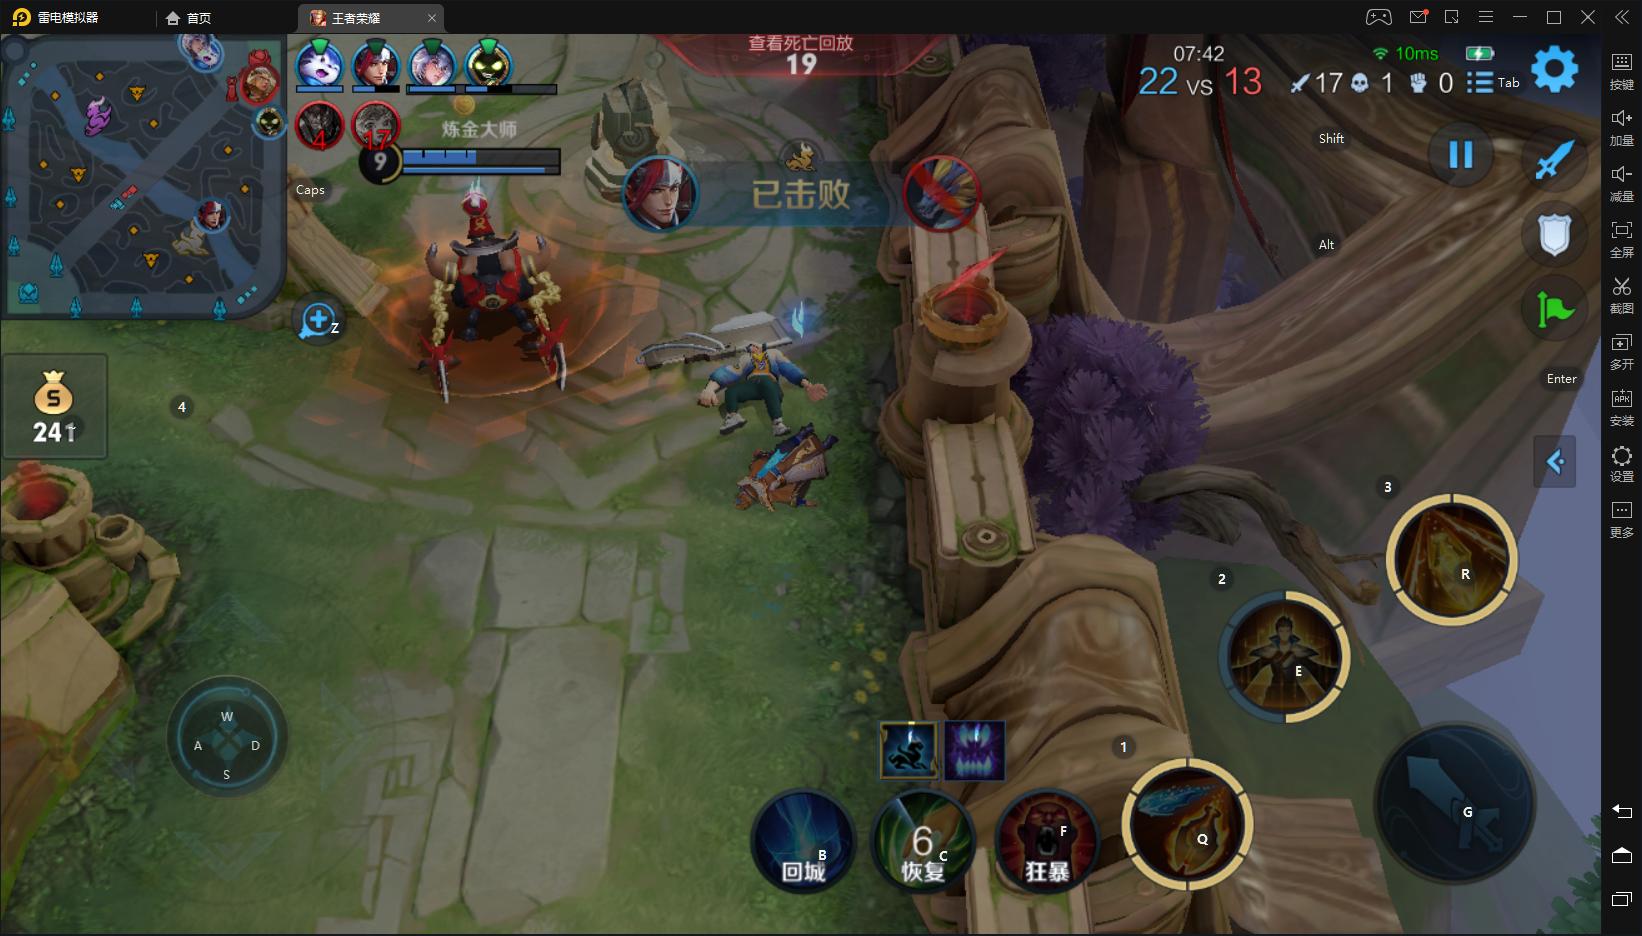 雷电模拟器
首页
王者荣耀
查看死亡回放
19
07:42
10ms
22 vs 13
17 1 0
Tab
4
17
炼金大师
9
Caps
已击败
Shift
Alt
Z
Enter
4
3
R
2
E
W
A D
S
1
Q
G
B
回城
6
C
恢复
F
狂暴
按键
加量
减量
全屏
截图
多开
APK
安装
设置
更多